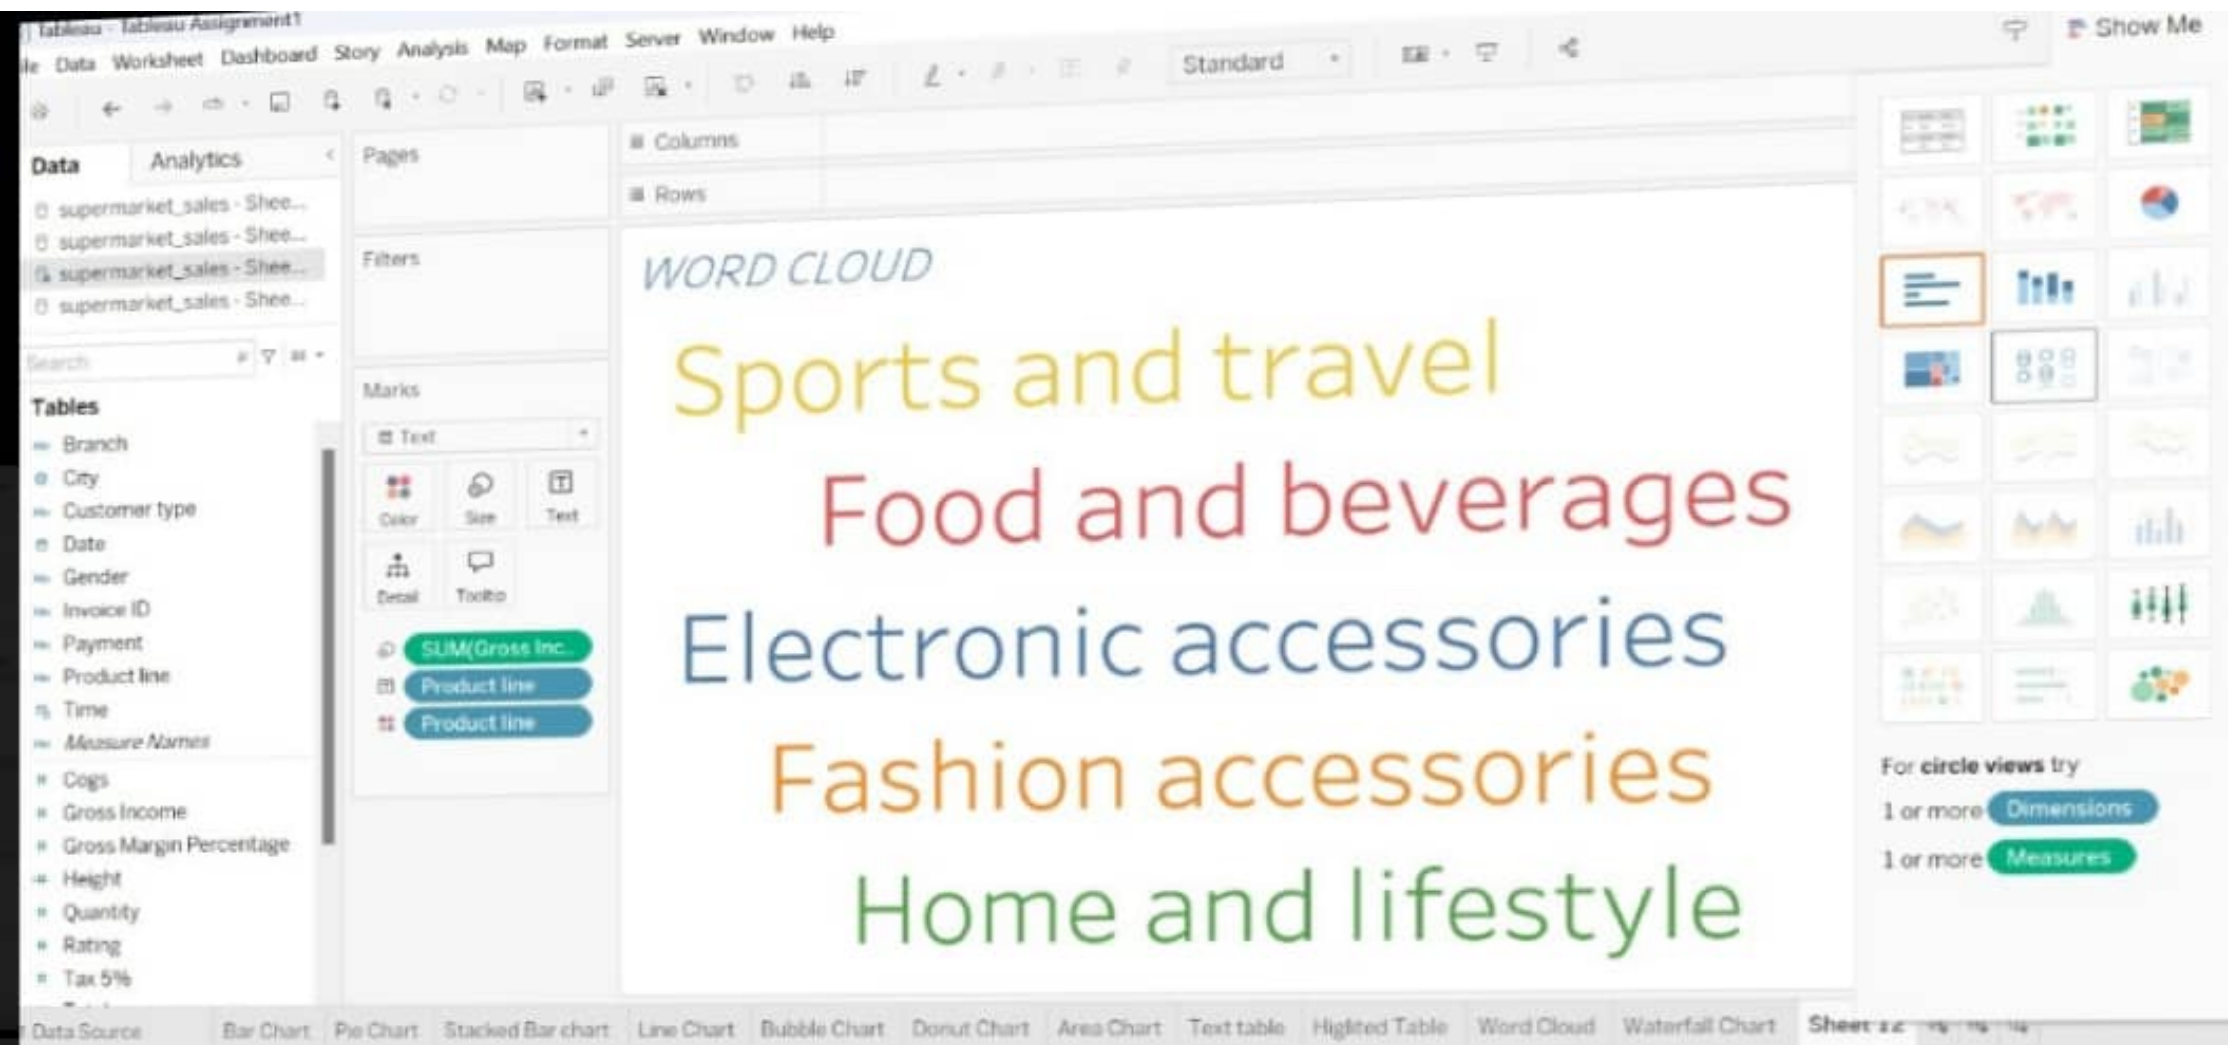 Tableau - Tableau Assignment1
Data Worksheet Dashboard Story Analysis Map Format Server Window Help
Standard
Show Me
Data
Analytics
supermarket_sales - Shee...
supermarket_sales - Shee...
supermarket_sales - Shee...
supermarket_sales - Shee...
Search
Tables
Branch
City
Customer type
Date
Gender
Invoice ID
Payment
Product line
Time
Measure Names
Cogs
Gross Income
Gross Margin Percentage
Height
Quantity
Rating
Tax 5%
Pages
Filters
Marks
Text
Color
Size
Text
Detail
Tooltip
SUM(Gross Inc..
Product line
Product line
Columns
Rows
WORD CLOUD
Sports and travel
Food and beverages
Electronic accessories
Fashion accessories
Home and lifestyle
For circle views try
1 or more Dimensions
1 or more Measures
Data Source
Bar Chart
Pie Chart
Stacked Bar chart
Line Chart
Bubble Chart
Donut Chart
Area Chart
Text table
Highlted Table
Word Cloud
Waterfall Chart
Sheet 12